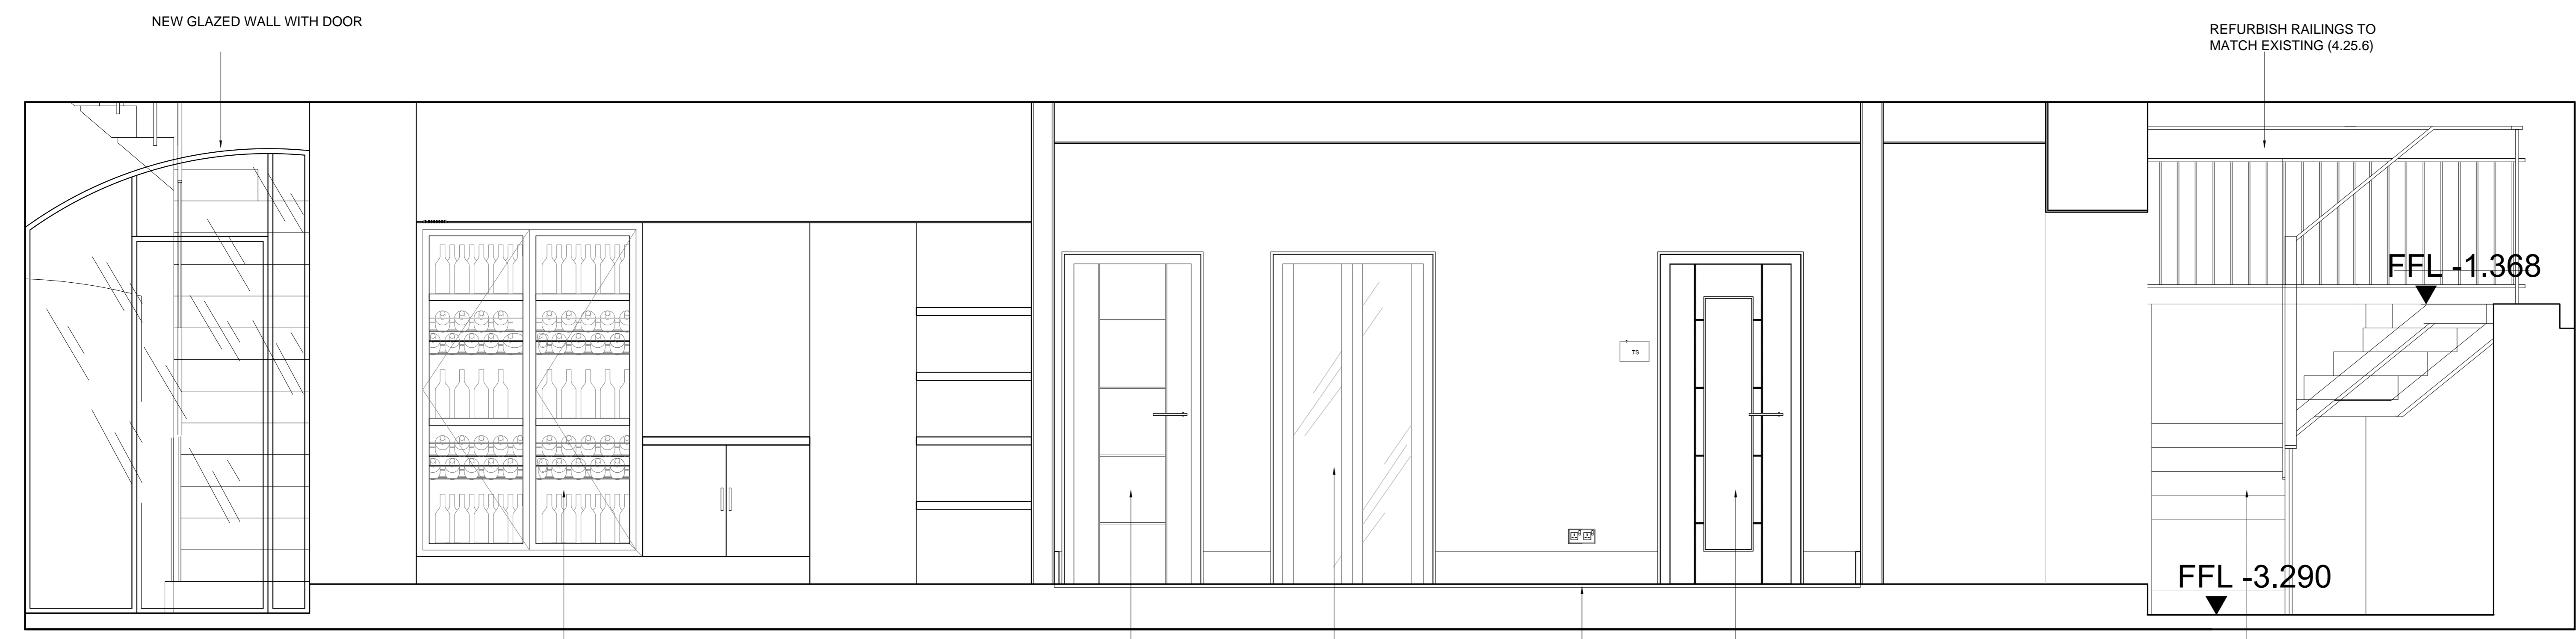 NEW GLAZED WALL WITH DOOR
REFURBISH RAILINGS TO
MATCH EXISTING (4.25.6)
FFL -1.368
TS
FFL -3.290